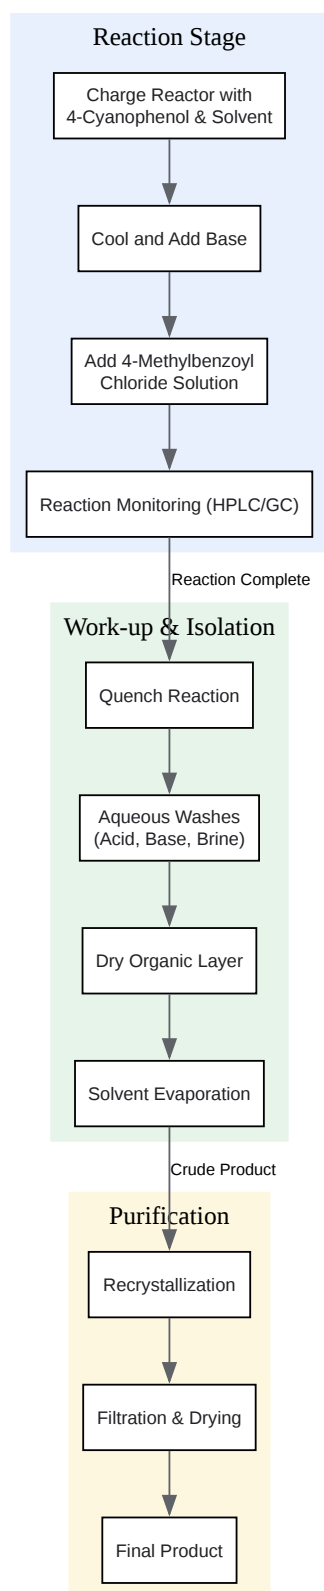 Reaction Stage
Charge Reactor with
4-Cyanophenol & Solvent
Cool and Add Base
Add 4-Methylbenzoyl
Chloride Solution
Reaction Monitoring (HPLC/GC)
Reaction Complete
Work-up & Isolation
Quench Reaction
Aqueous Washes
(Acid, Base, Brine)
Dry Organic Layer
Solvent Evaporation
Crude Product
Purification
Recrystallization
Filtration & Drying
Final Product